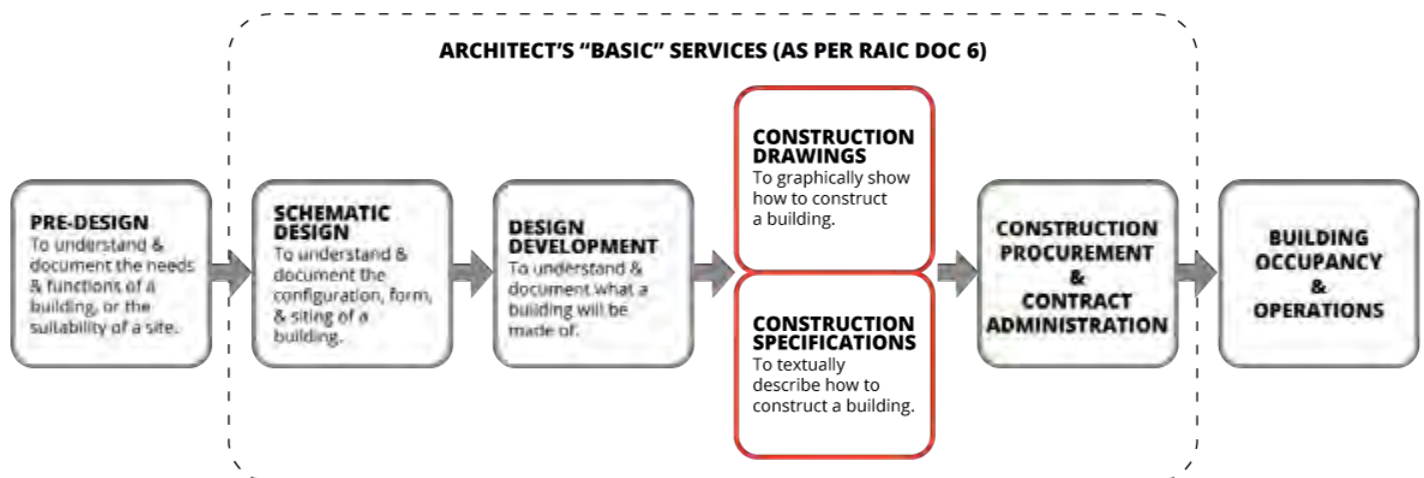 ARCHITECT’S “BASIC” SERVICES (AS PER RAIC DOC 6)
PRE-DESIGN
To understand &
document the needs
& functions of a
building, or the
suitability of a site.
SCHEMATIC
DESIGN
To understand &
document the
configuration, form,
& siting of a
building.
DESIGN
DEVELOPMENT
To understand &
document what a
building will be
made of.
CONSTRUCTION
DRAWINGS
To graphically show
how to construct
a building.
CONSTRUCTION
SPECIFICATIONS
To textually
describe how to
construct a building.
CONSTRUCTION
PROCUREMENT
&
CONTRACT
ADMINISTRATION
BUILDING
OCCUPANCY
&
OPERATIONS